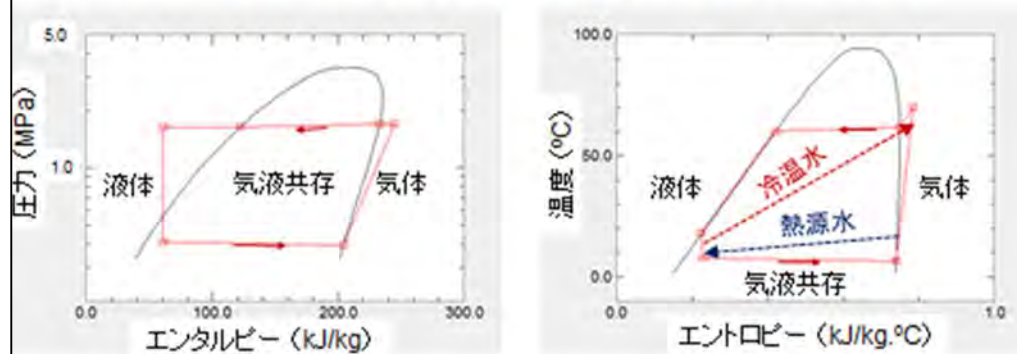 5.0
1.0
圧力（MPa）
液体
気液共存
気体
0.0
100.0
200.0
300.0
エンタルピー（kJ/kg）
100.0
50.0
0.0
温度（ºC）
液体
冷温水
気体
熱源水
気液共存
0.0
1.0
エントロピー（kJ/kg.ºC）